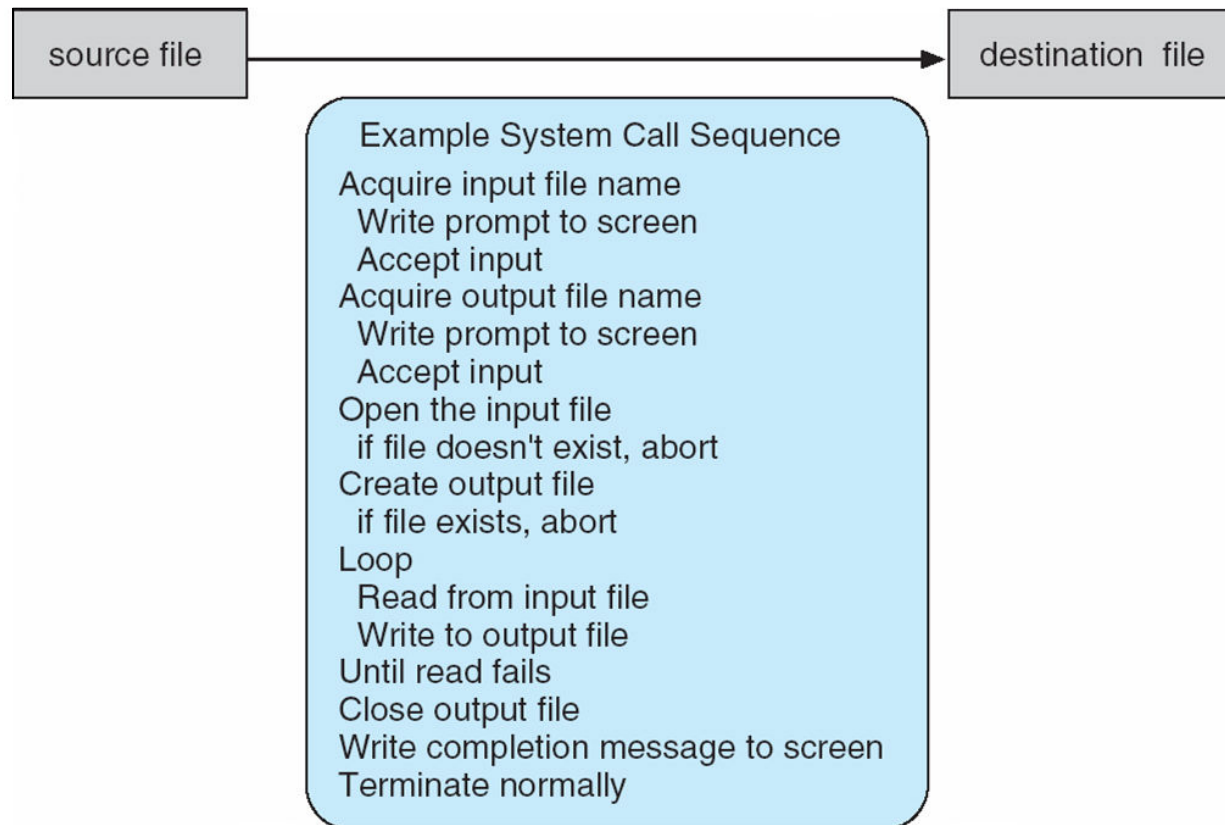 source file
destination file
Example System Call Sequence
Acquire input file name
Write prompt to screen
Accept input
Acquire output file name
Write prompt to screen
Accept input
Open the input file
if file doesn't exist, abort
Create output file
if file exists, abort
Loop
Read from input file
Write to output file
Until read fails
Close output file
Write completion message to screen
Terminate normally